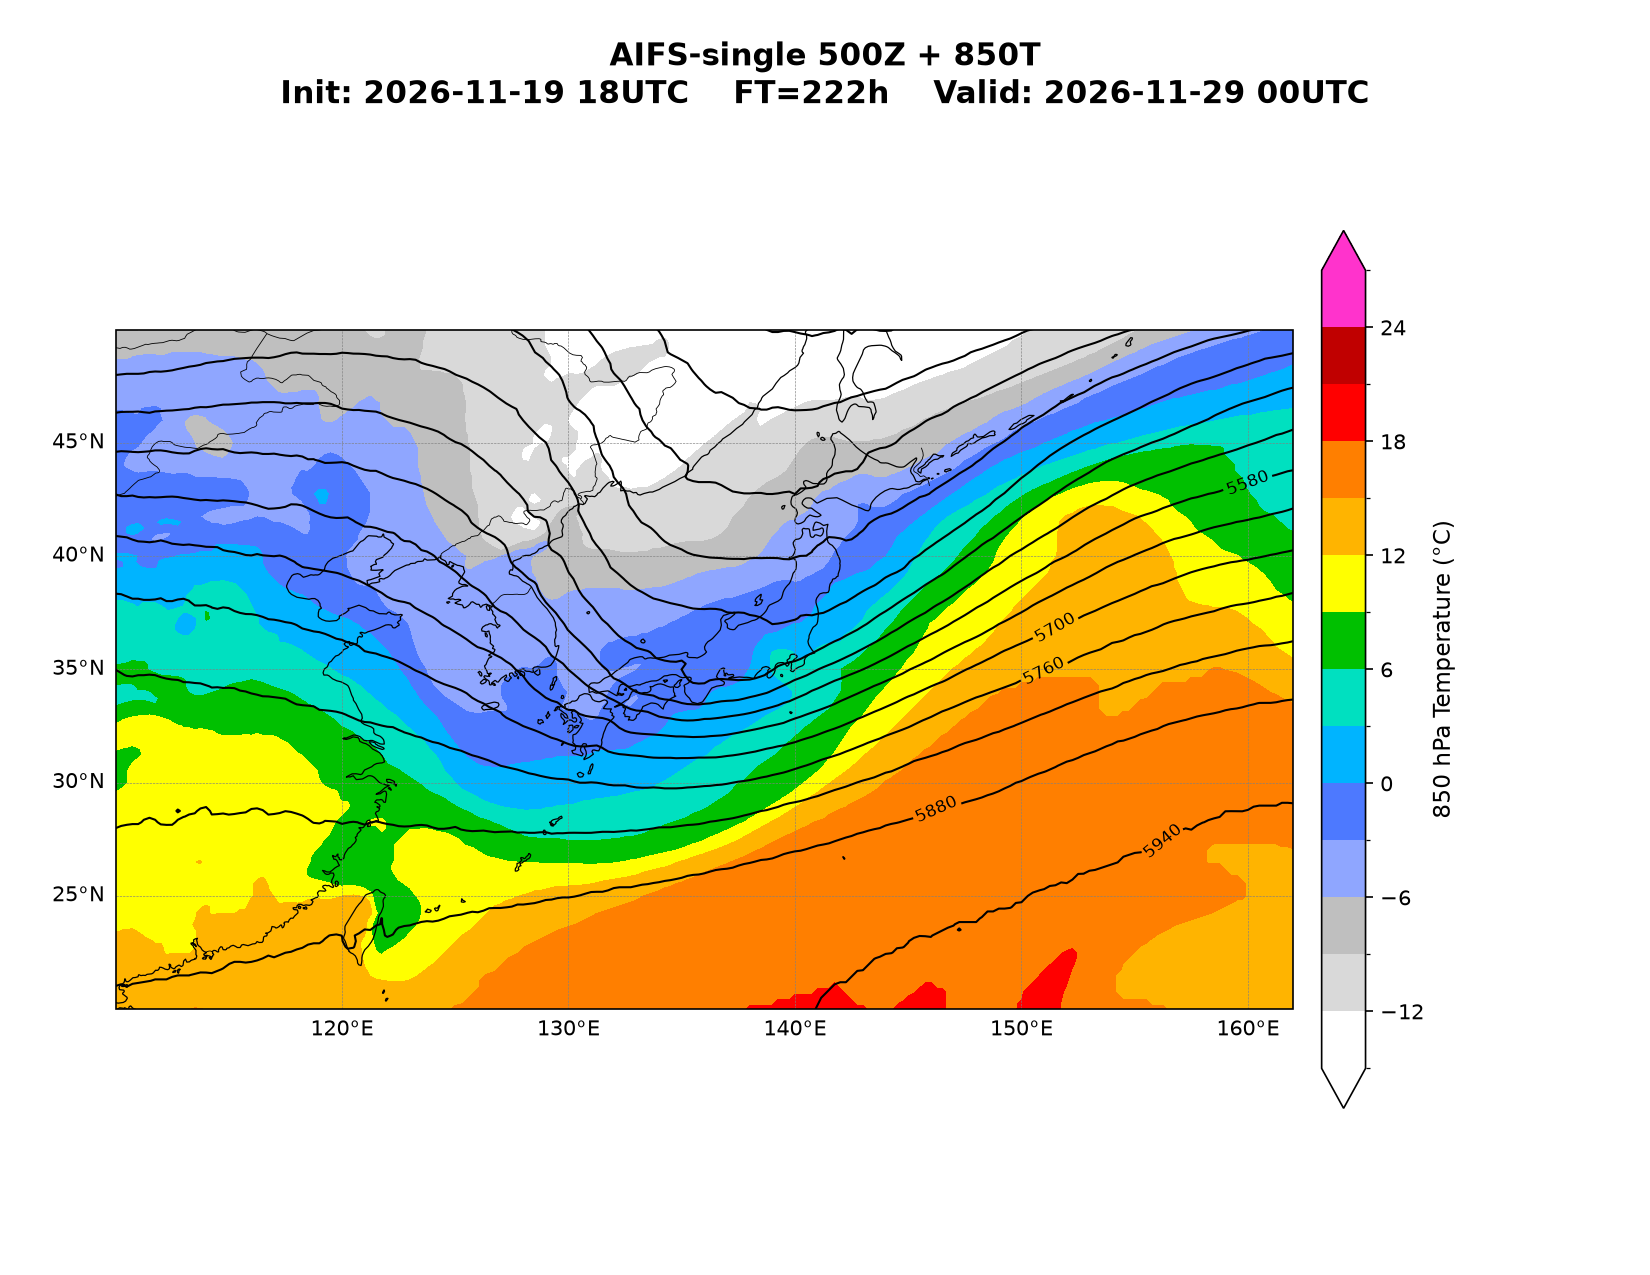 AIFS-single 500Z + 850T
Init: 2026-11-19 18UTC    FT=222h    Valid: 2026-11-29 00UTC
24
18
12
6
0
−6
−12
850 hPa Temperature (°C)
45°N
40°N
35°N
30°N
25°N
5580
5700
5760
5880
5940
120°E
130°E
140°E
150°E
160°E